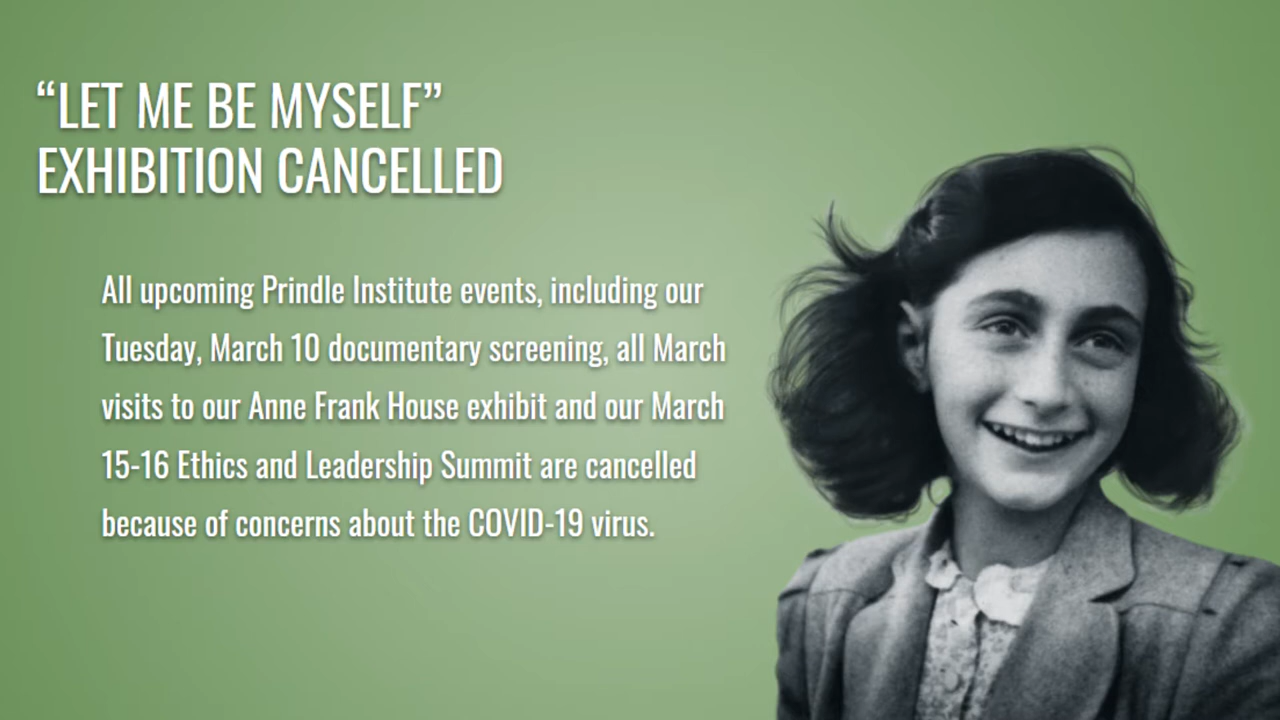 “LET ME BE MYSELF”
EXHIBITION CANCELLED
All upcoming Prindle Institute events, including our
Tuesday, March 10 documentary screening, all March
visits to our Anne Frank House exhibit and our March
15-16 Ethics and Leadership Summit are cancelled
because of concerns about the COVID-19 virus.